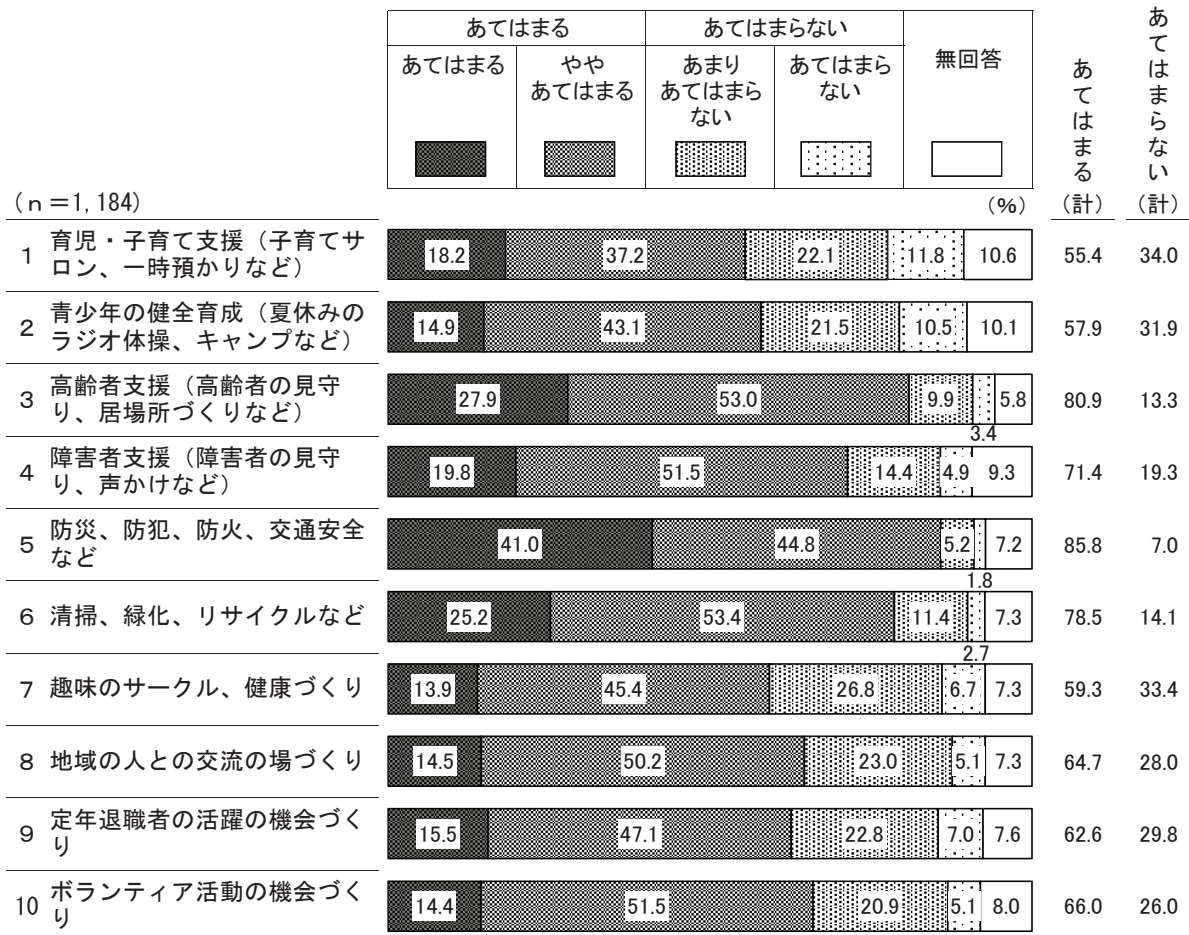 あてはまる あてはまらない 無回答
あてはまる やや
あてはまる あまり
あてはまら
ない あてはまら
ない
あてはまる（計）
あてはまらない（計）
（ｎ＝1,184）
（％）
1 育児・子育て支援（子育てサ
ロン、一時預かりなど） 18.2 37.2 22.1 11.8 10.6 55.4 34.0
2 青少年の健全育成（夏休みの
ラジオ体操、キャンプなど） 14.9 43.1 21.5 10.5 10.1 57.9 31.9
3 高齢者支援（高齢者の見守
り、居場所づくりなど） 27.9 53.0 9.9 3.4 5.8 80.9 13.3
4 障害者支援（障害者の見守
り、声かけなど） 19.8 51.5 14.4 4.9 9.3 71.4 19.3
5 防災、防犯、防火、交通安全
など 41.0 44.8 5.2 1.8 7.2 85.8 7.0
6 清掃、緑化、リサイクルなど 25.2 53.4 11.4 2.7 7.3 78.5 14.1
7 趣味のサークル、健康づくり 13.9 45.4 26.8 6.7 7.3 59.3 33.4
8 地域の人との交流の場づくり 14.5 50.2 23.0 5.1 7.3 64.7 28.0
9 定年退職者の活躍の機会づく
り 15.5 47.1 22.8 7.0 7.6 62.6 29.8
10 ボランティア活動の機会づく
り 14.4 51.5 20.9 5.1 8.0 66.0 26.0